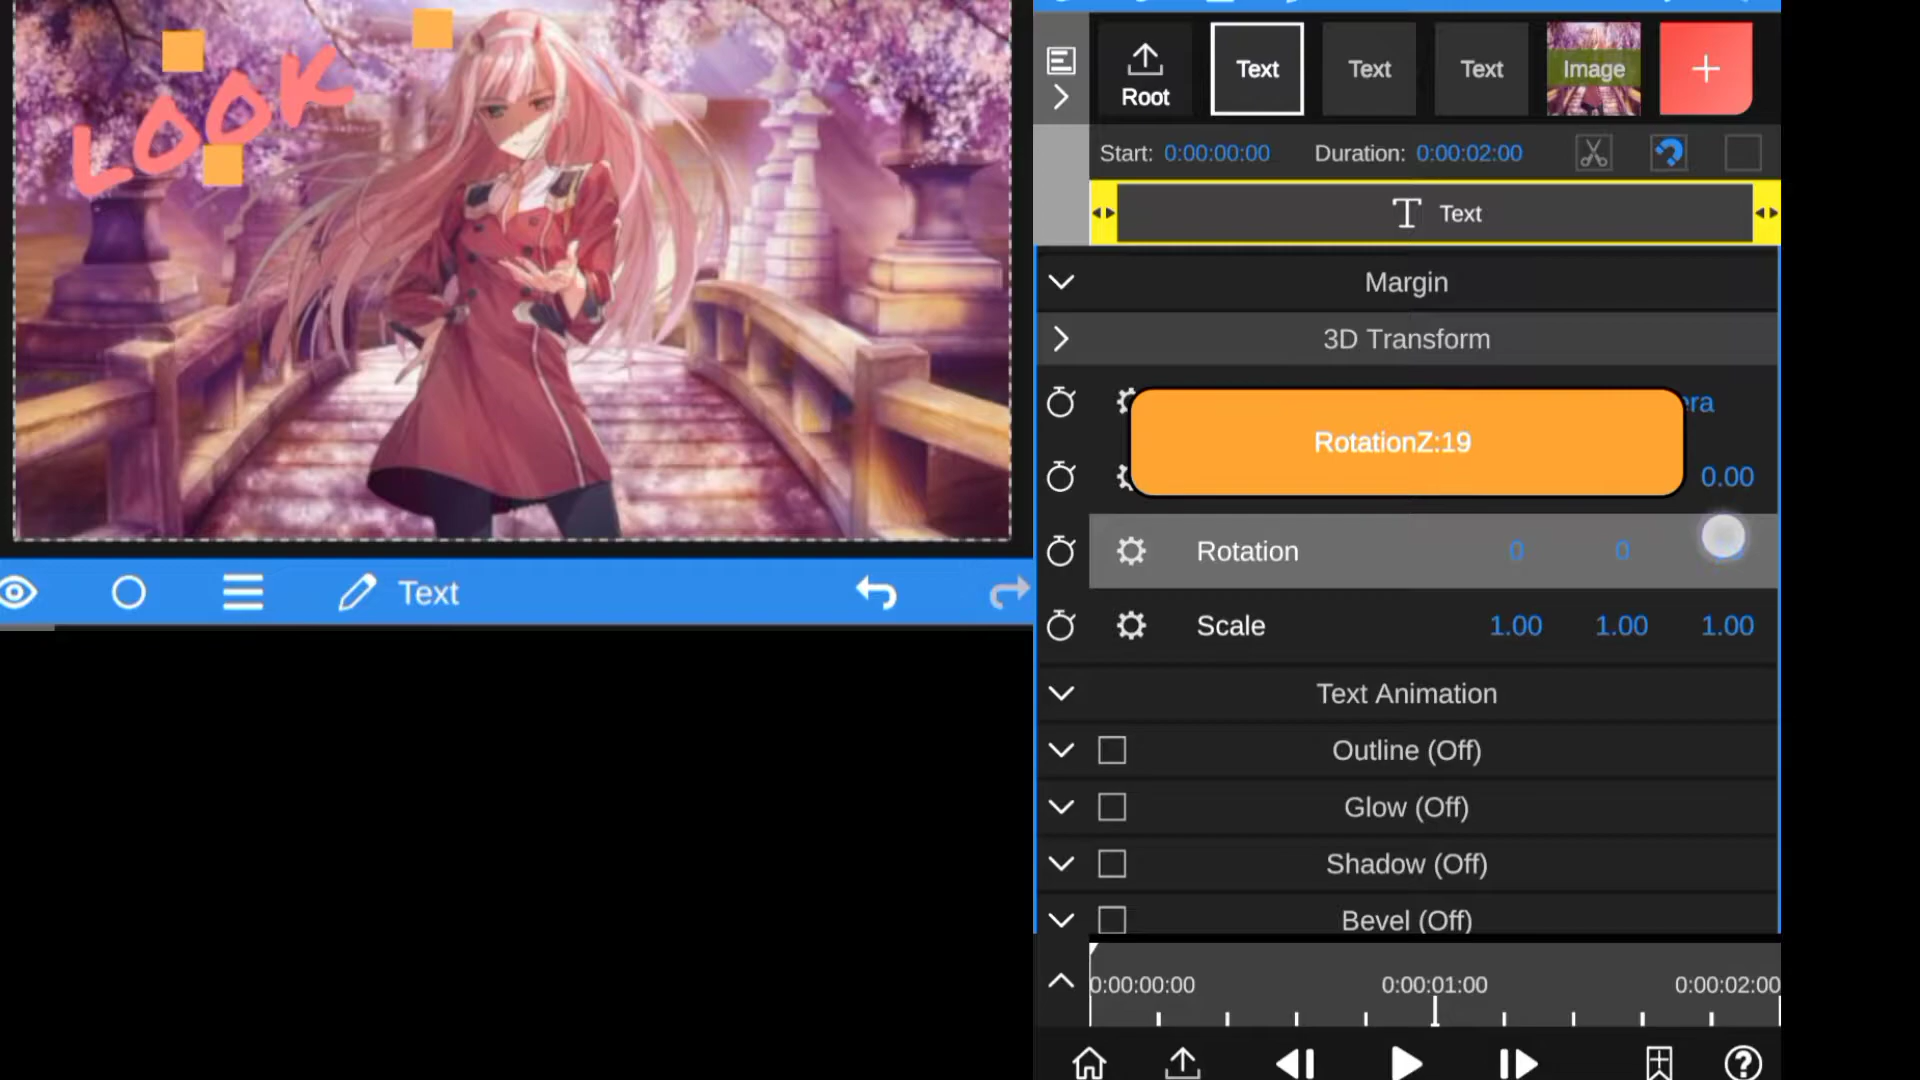 LOOK
Text
Root
Text
Text
Text
Image
Start: 0:00:00:00
Duration: 0:00:02:00
Text
Margin
3D Transform
era
RotationZ:19
0.00
Rotation 0 0
Scale 1.00 1.00 1.00
Text Animation
Outline (Off)
Glow (Off)
Shadow (Off)
Bevel (Off)
0:00:00:00 0:00:01:00 0:00:02:00